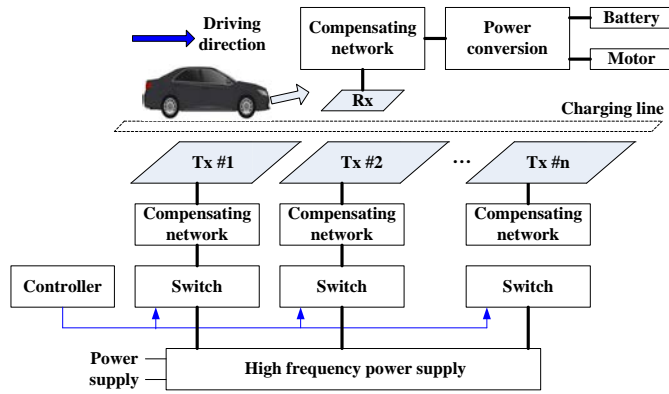 Driving
direction
Compensating
network
Power
conversion
Battery
Motor
Rx
Charging line
Tx #1
Tx #2
...
Tx #n
Compensating
network
Compensating
network
Compensating
network
Controller
Switch
Switch
Switch
Power
supply
High frequency power supply